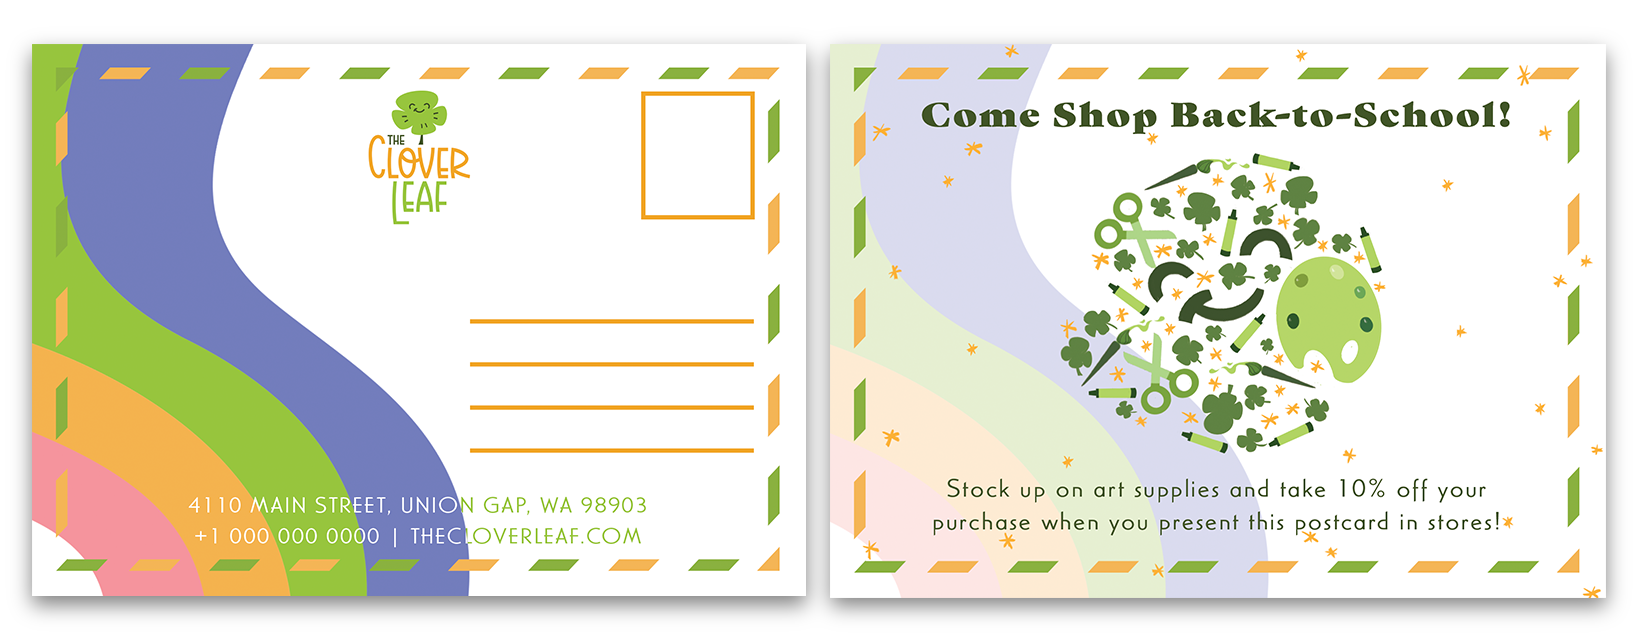 THE
CLOVER
LEAF
4110 MAIN STREET, UNION GAP, WA 98903
+1 000 000 0000 | THECLOVERLEAF.COM
Come Shop Back-to-School!
Stock up on art supplies and take 10% off your
purchase when you present this postcard in stores!